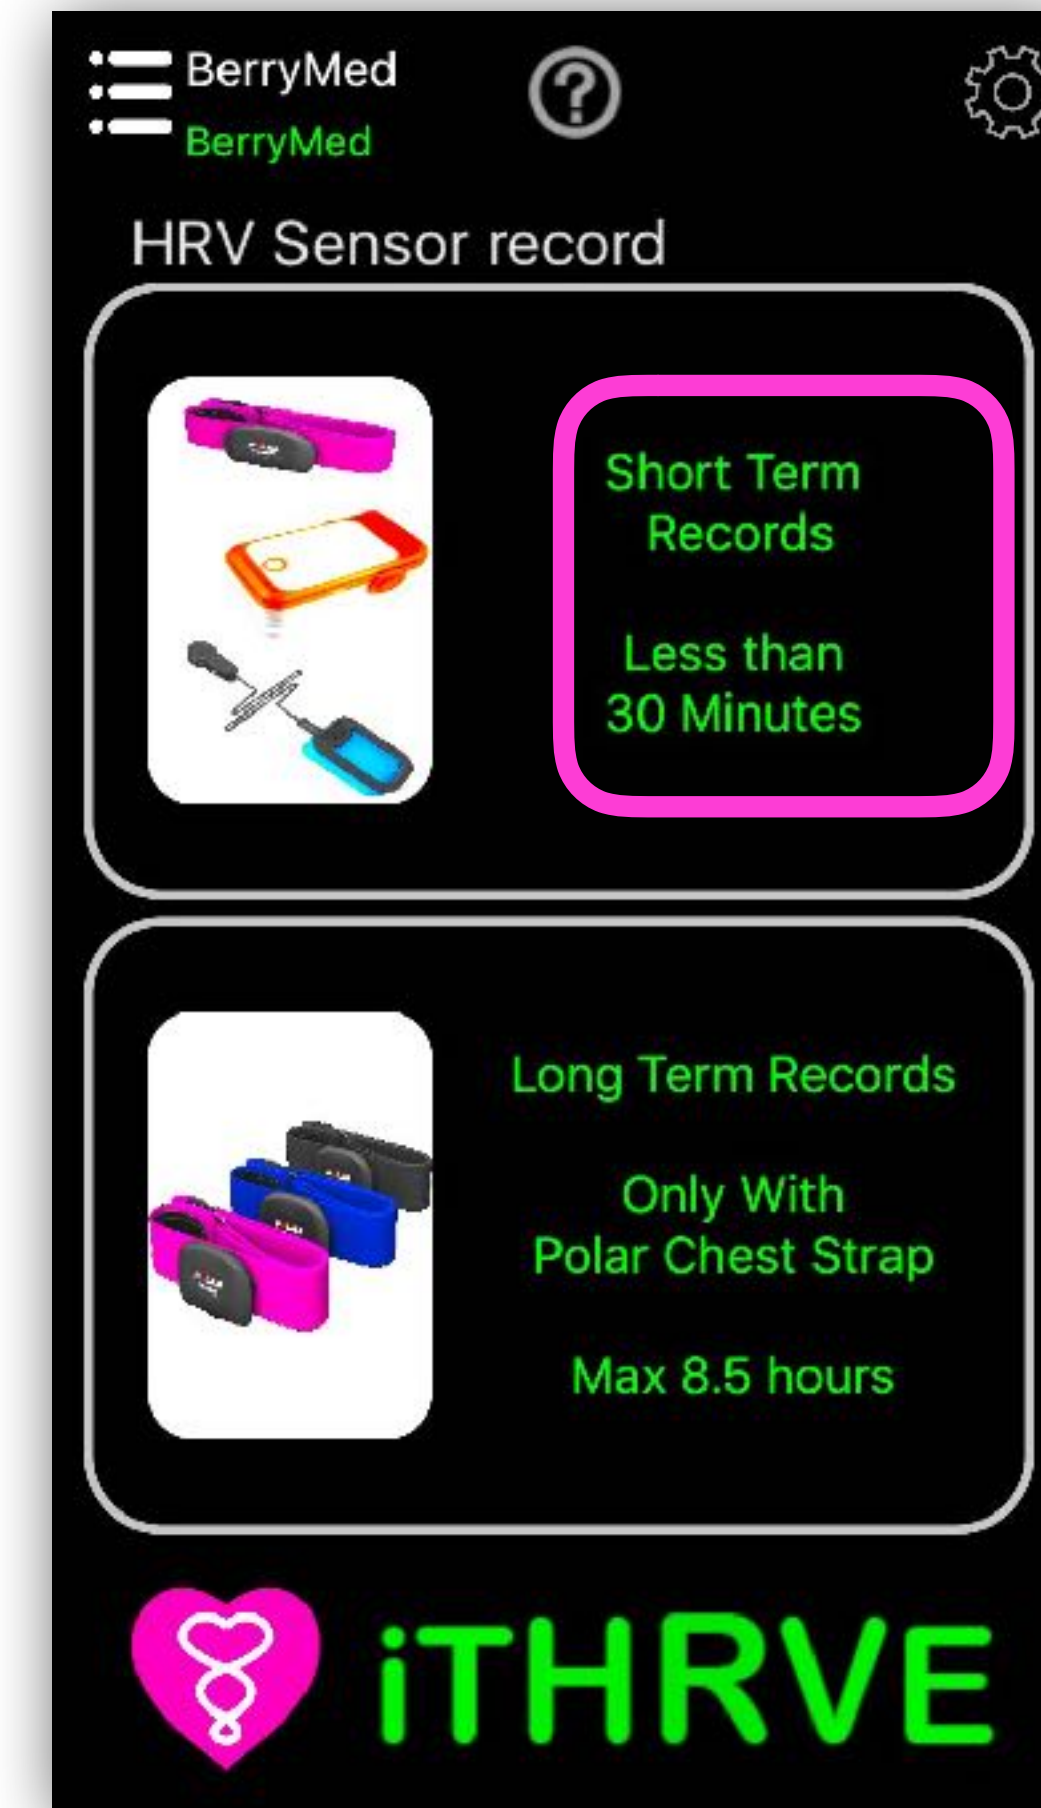 BerryMed
BerryMed
HRV Sensor record
Short Term
Records
Less than
30 Minutes
Long Term Records
Only With
Polar Chest Strap
Max 8.5 hours
iTHRVE